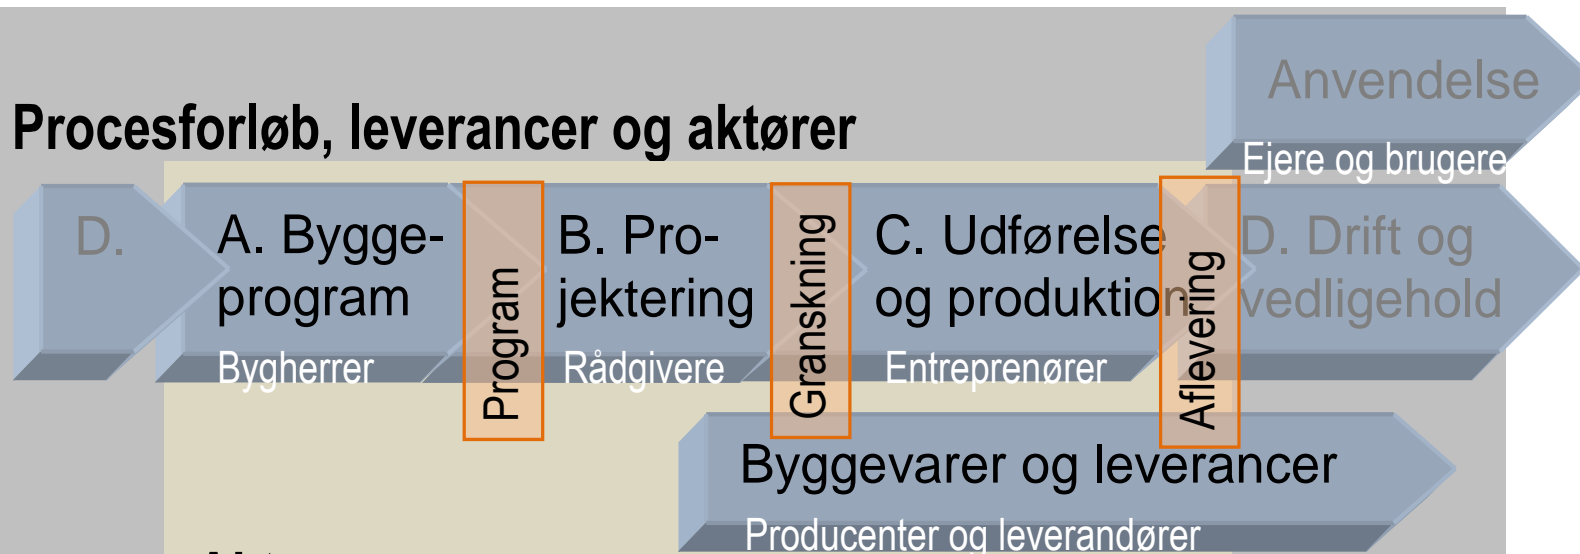 Anvendelse
Ejere og brugere
Procesforløb, leverancer og aktører
D.
A. Bygge-
program
Bygherrer
Program
B. Pro-
jektering
Rådgivere
Granskning
C. Udførelse
og produktion
Entreprenører
Aflevering
D. Drift og
vedligehold
Byggevarer og leverancer
Producenter og leverandører